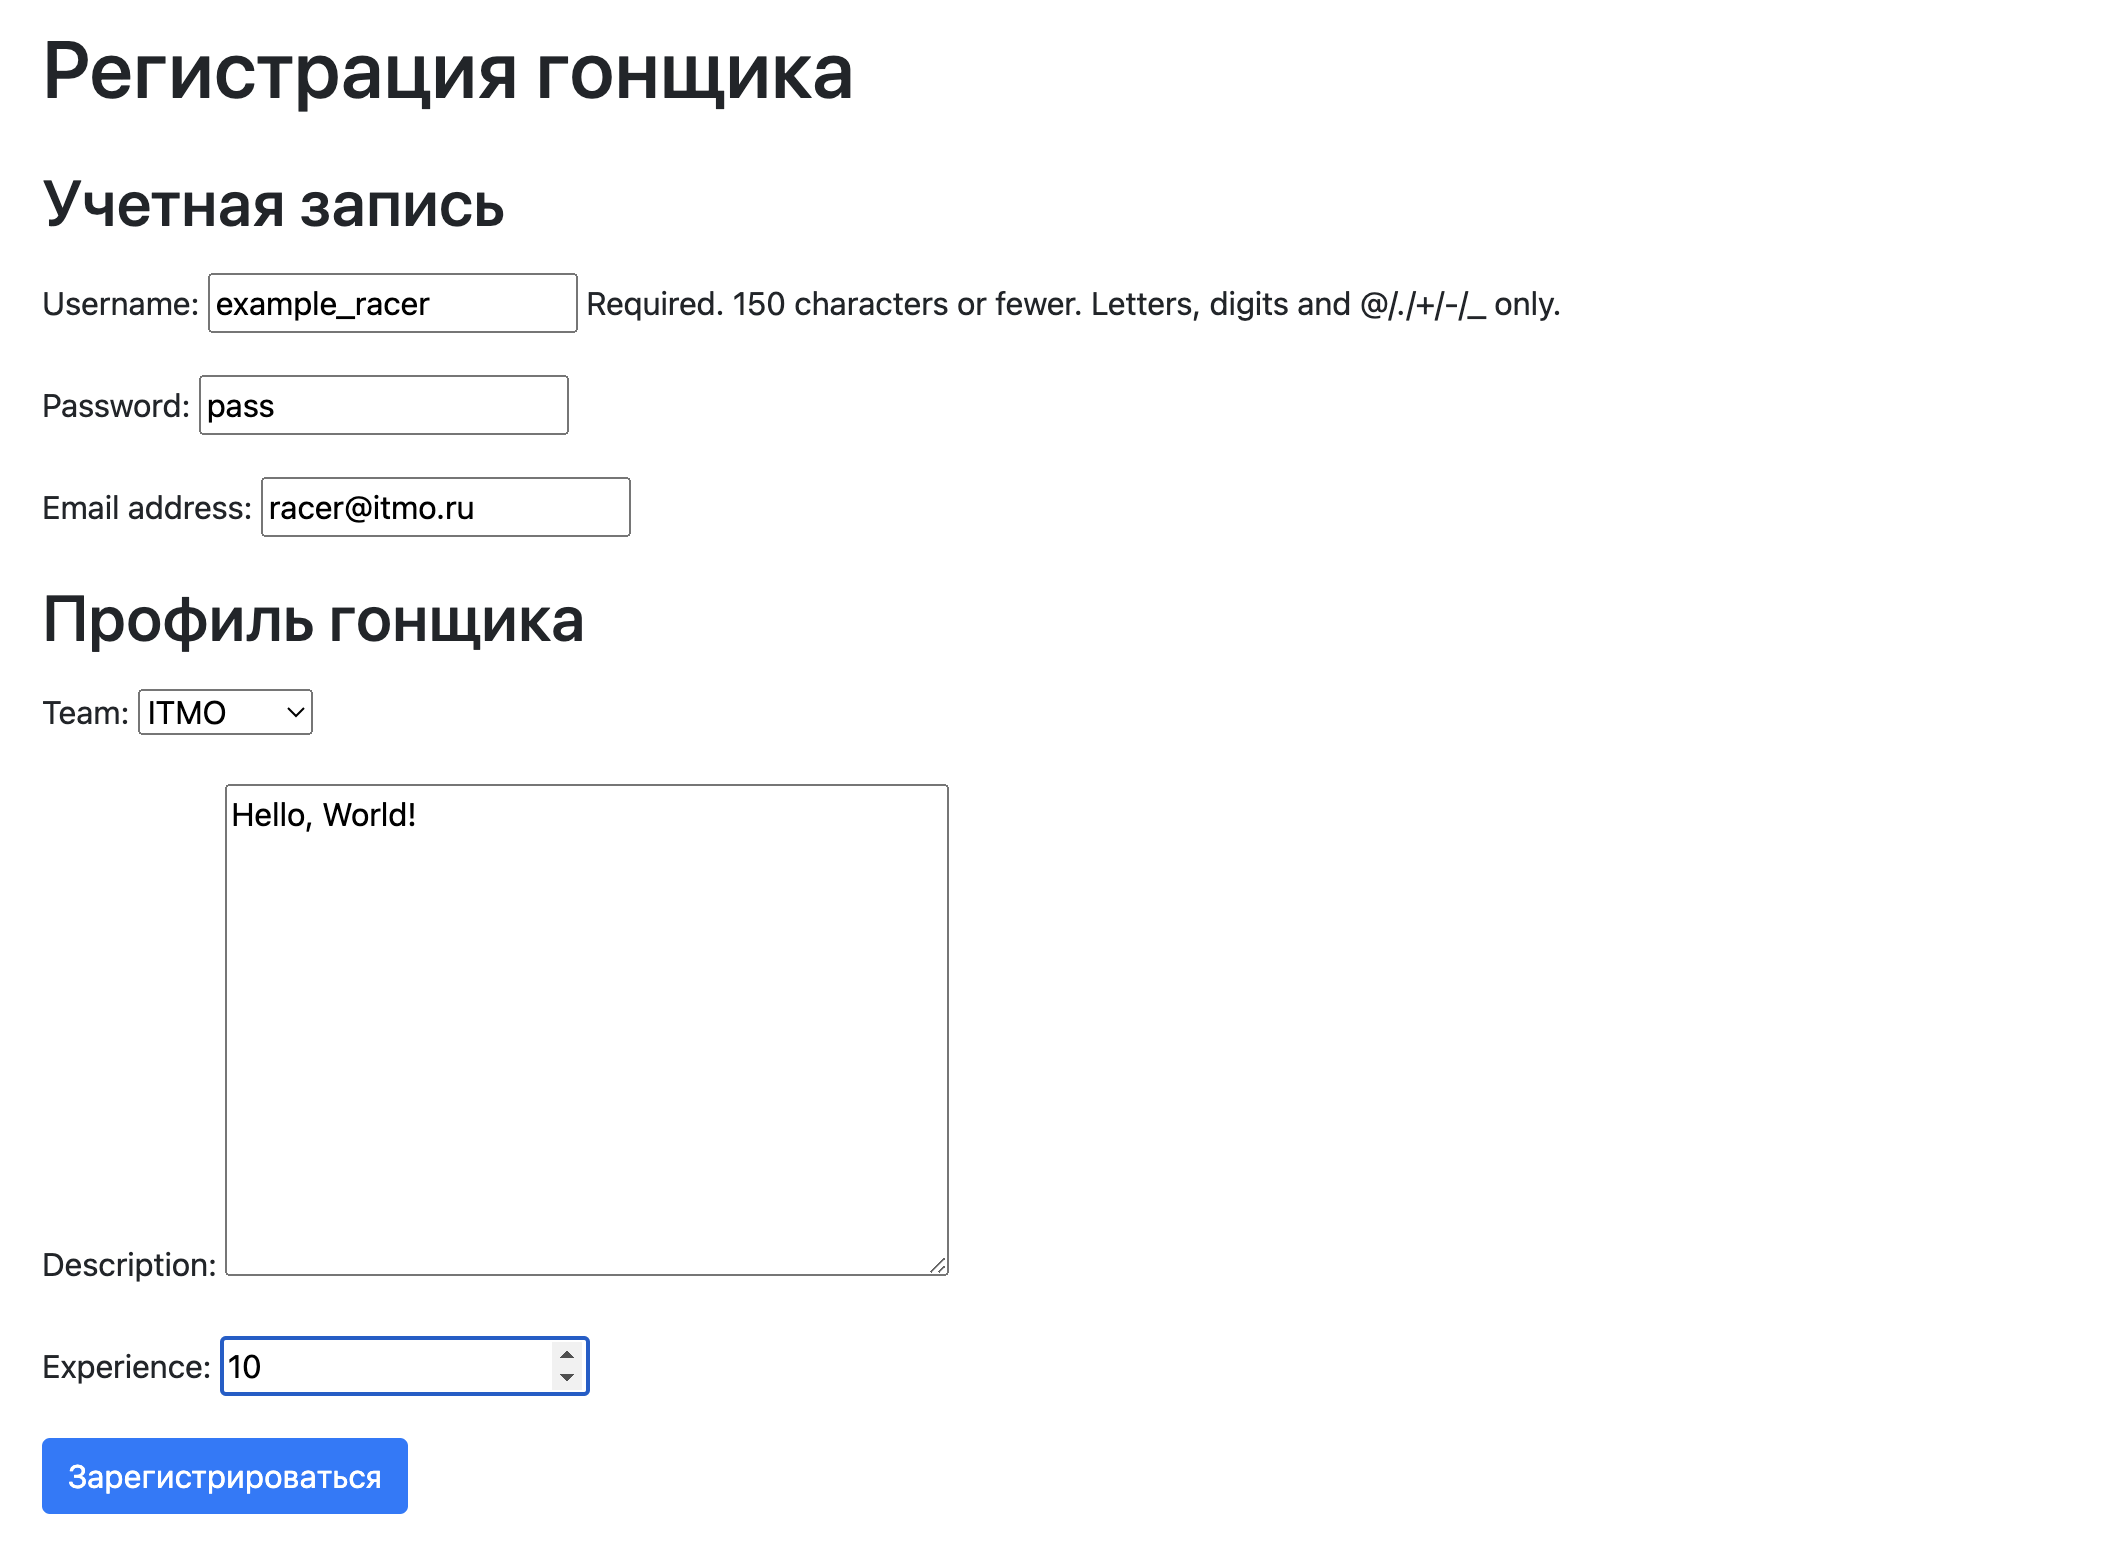 Регистрация гонщика
Учетная запись
Username: example_racer Required. 150 characters or fewer. Letters, digits and @/./+/-/_ only.
Password: pass
Email address: racer@itmo.ru
Профиль гонщика
Team: ITMO
Hello, World!
Description:
Experience: 10
Зарегистрироваться